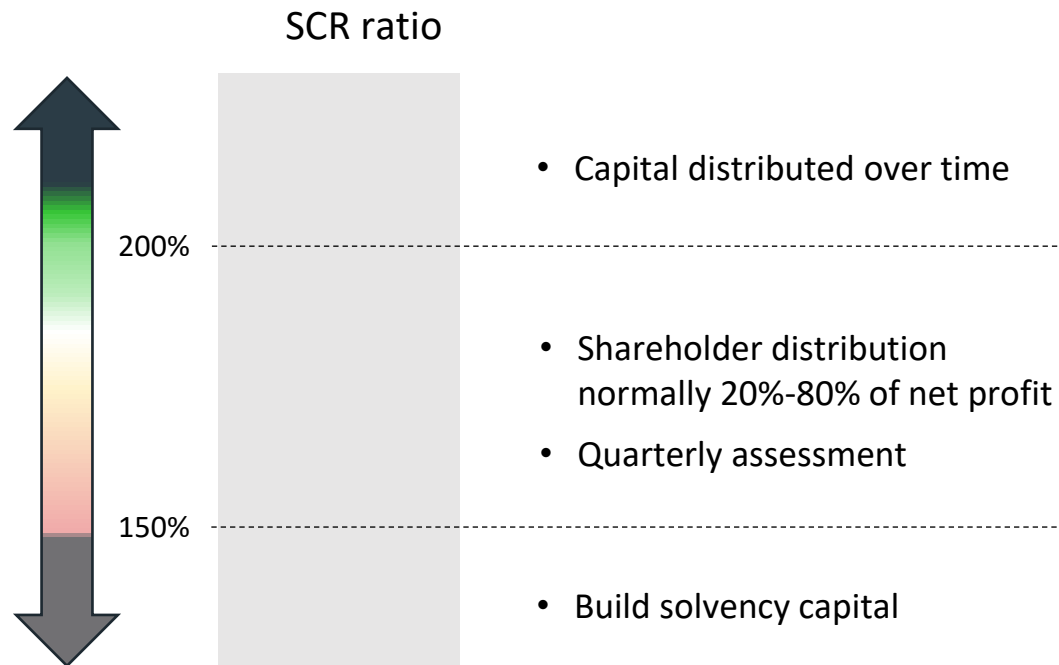 SCR ratio
• Capital distributed over time
200%
• Shareholder distribution
normally 20%-80% of net profit
• Quarterly assessment
150%
• Build solvency capital